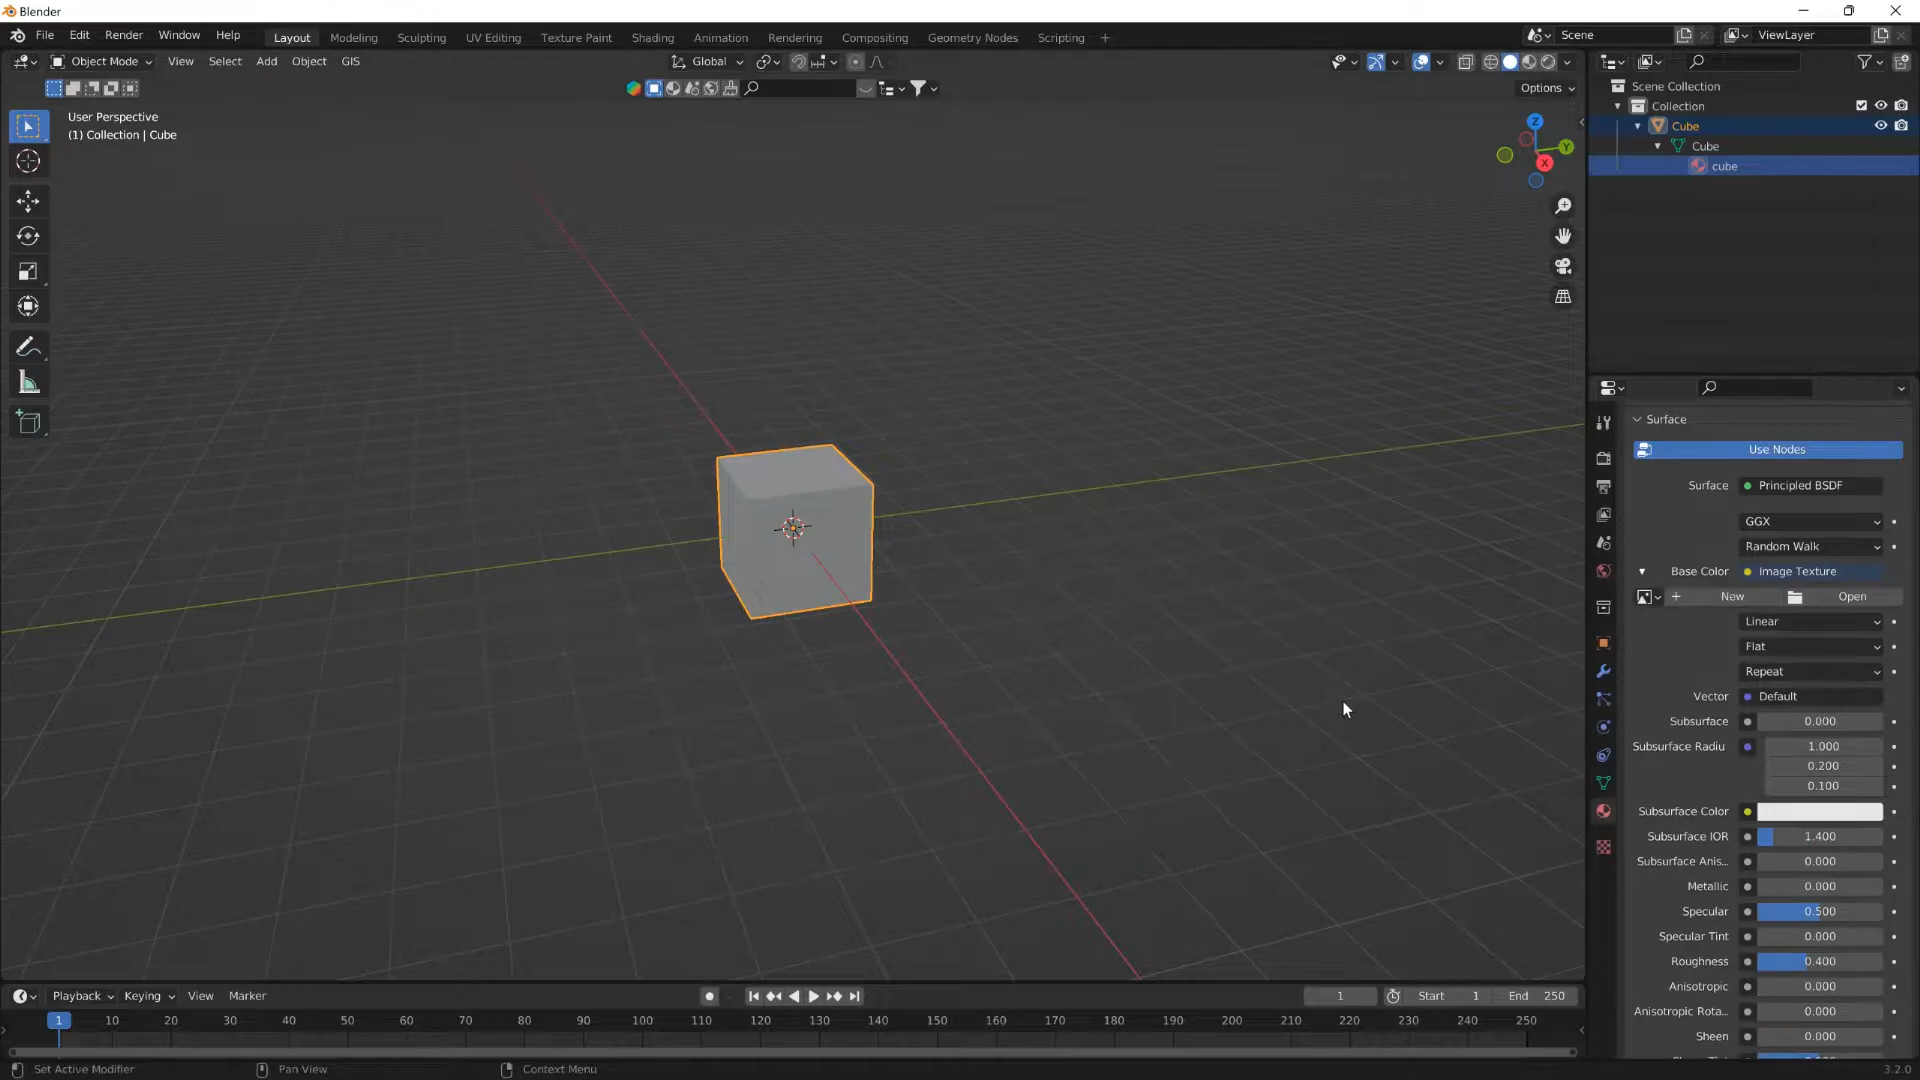 Blender
File Edit Render Window Help
Layout Modeling Sculpting UV Editing Texture Paint Shading Animation Rendering Compositing Geometry Nodes Scripting +
Scene
ViewLayer
Object Mode View Select Add Object GIS
Global
Options
User Perspective
(1) Collection | Cube
Z
Y
X
Scene Collection
Collection
Cube
Cube
cube
Surface
Use Nodes
Surface Principled BSDF
GGX
Random Walk
Base Color Image Texture
+ New Open
Linear
Flat
Repeat
Vector Default
Subsurface 0.000
Subsurface Radiu 1.000
0.200
0.100
Subsurface Color
Subsurface IOR 1.400
Subsurface Anis... 0.000
Metallic 0.000
Specular 0.500
Specular Tint 0.000
Roughness 0.400
Anisotropic 0.000
Anisotropic Rota... 0.000
Sheen 0.000
Playback Keying View Marker
1 Start 1 End 250
1 10 20 30 40 50 60 70 80 90 100 110 120 130 140 150 160 170 180 190 200 210 220 230 240 250
Set Active Modifier Pan View Context Menu 3.2.0